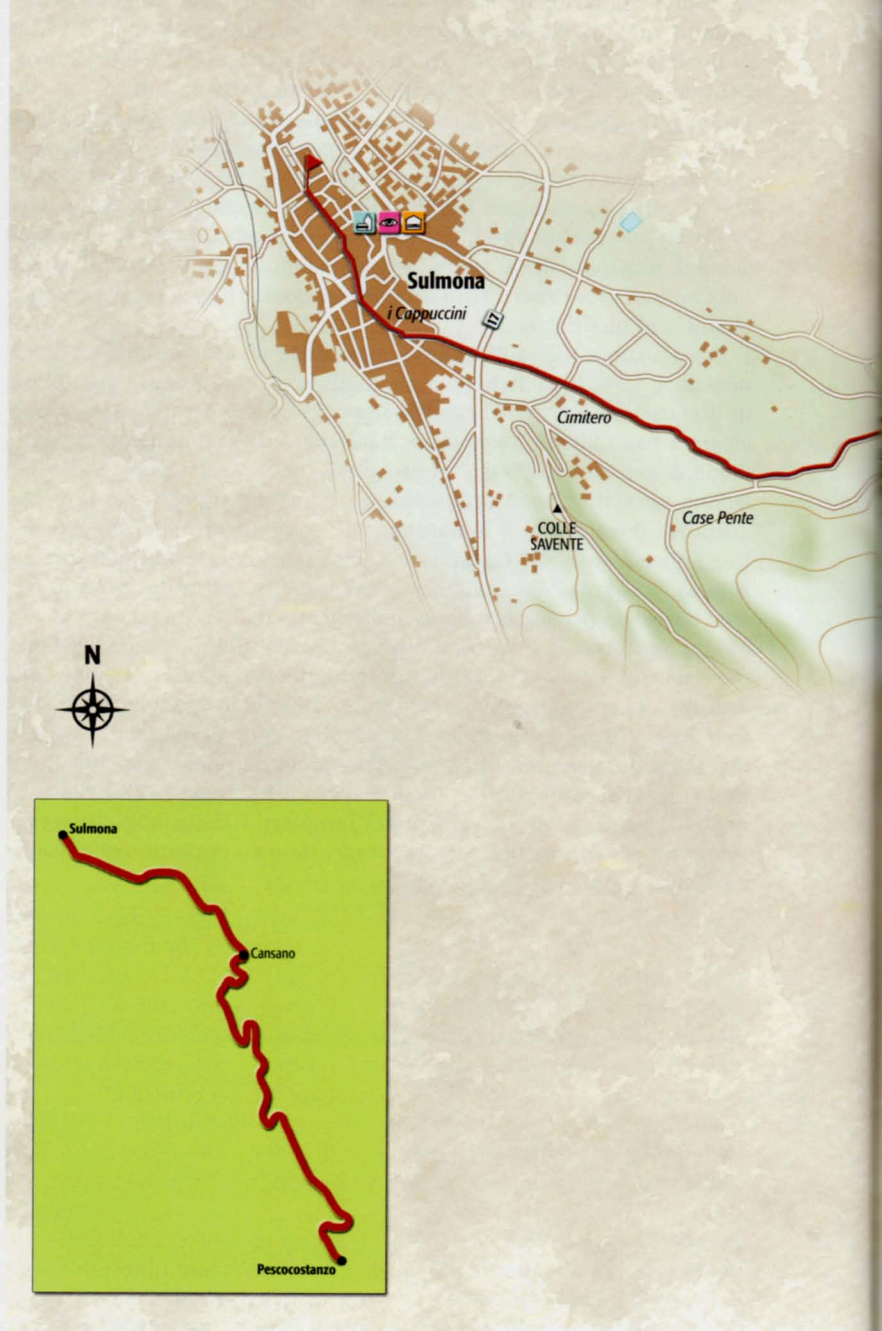 Sulmona
i Cappuccini
17
Cimitero
Case Pente
COLLE
SAVENTE
N
Sulmona
Cansano
Pescocostanzo